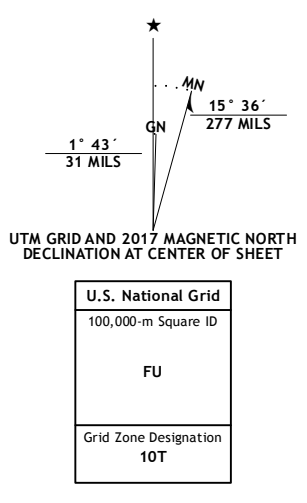 MN
15° 36´
277 MILS
GN
1° 43´
31 MILS
UTM GRID AND 2017 MAGNETIC NORTH
DECLINATION AT CENTER OF SHEET
U.S. National Grid
100,000-m Square ID
FU
Grid Zone Designation
10T